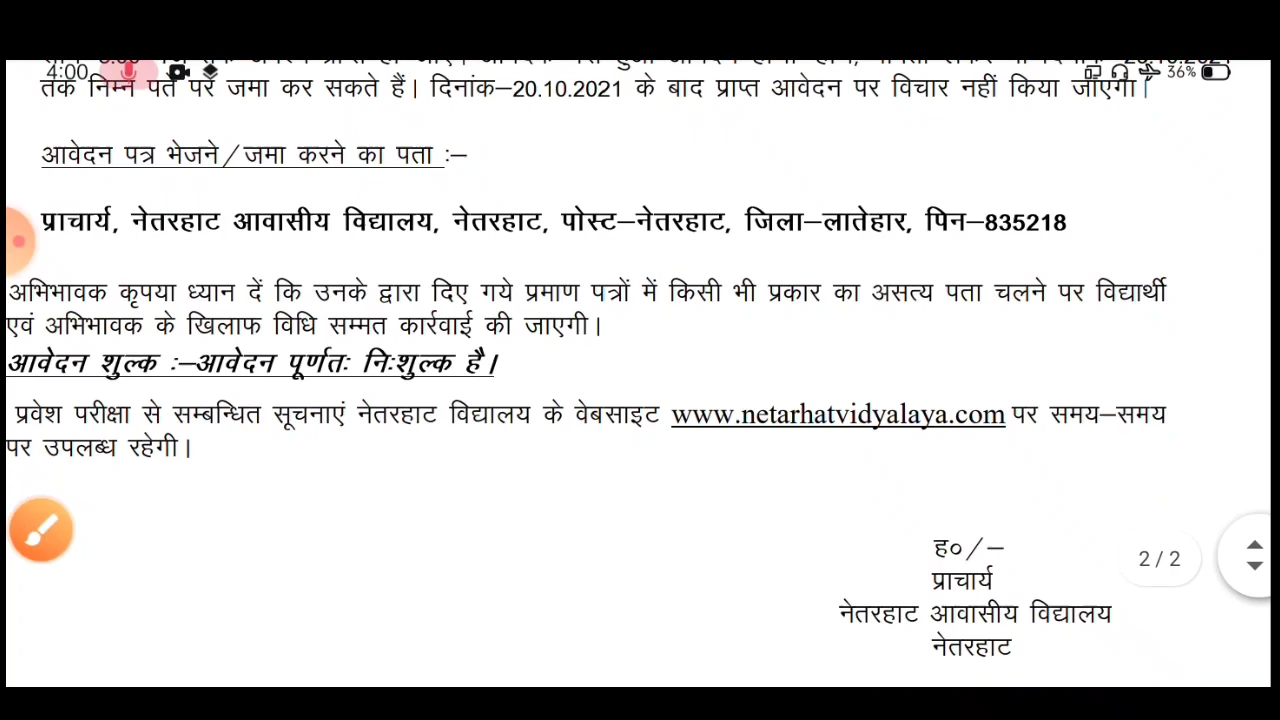 4:00
36%
तक निम्न पते पर जमा कर सकते हैं। दिनांक–20.10.2021 के बाद प्राप्त आवेदन पर विचार नहीं किया जाएगा।
आवेदन पत्र भेजने/जमा करने का पता :–
प्राचार्य, नेतरहाट आवासीय विद्यालय, नेतरहाट, पोस्ट–नेतरहाट, जिला–लातेहार, पिन–835218
अभिभावक कृपया ध्यान दें कि उनके द्वारा दिए गये प्रमाण पत्रों में किसी भी प्रकार का असत्य पता चलने पर विद्यार्थी
एवं अभिभावक के खिलाफ विधि सम्मत कार्रवाई की जाएगी।
आवेदन शुल्क :–आवेदन पूर्णतः निःशुल्क है।
प्रवेश परीक्षा से सम्बन्धित सूचनाएं नेतरहाट विद्यालय के वेबसाइट www.netarhatvidyalaya.com पर समय–समय
पर उपलब्ध रहेगी।
ह०/–
2 / 2
प्राचार्य
नेतरहाट आवासीय विद्यालय
नेतरहाट